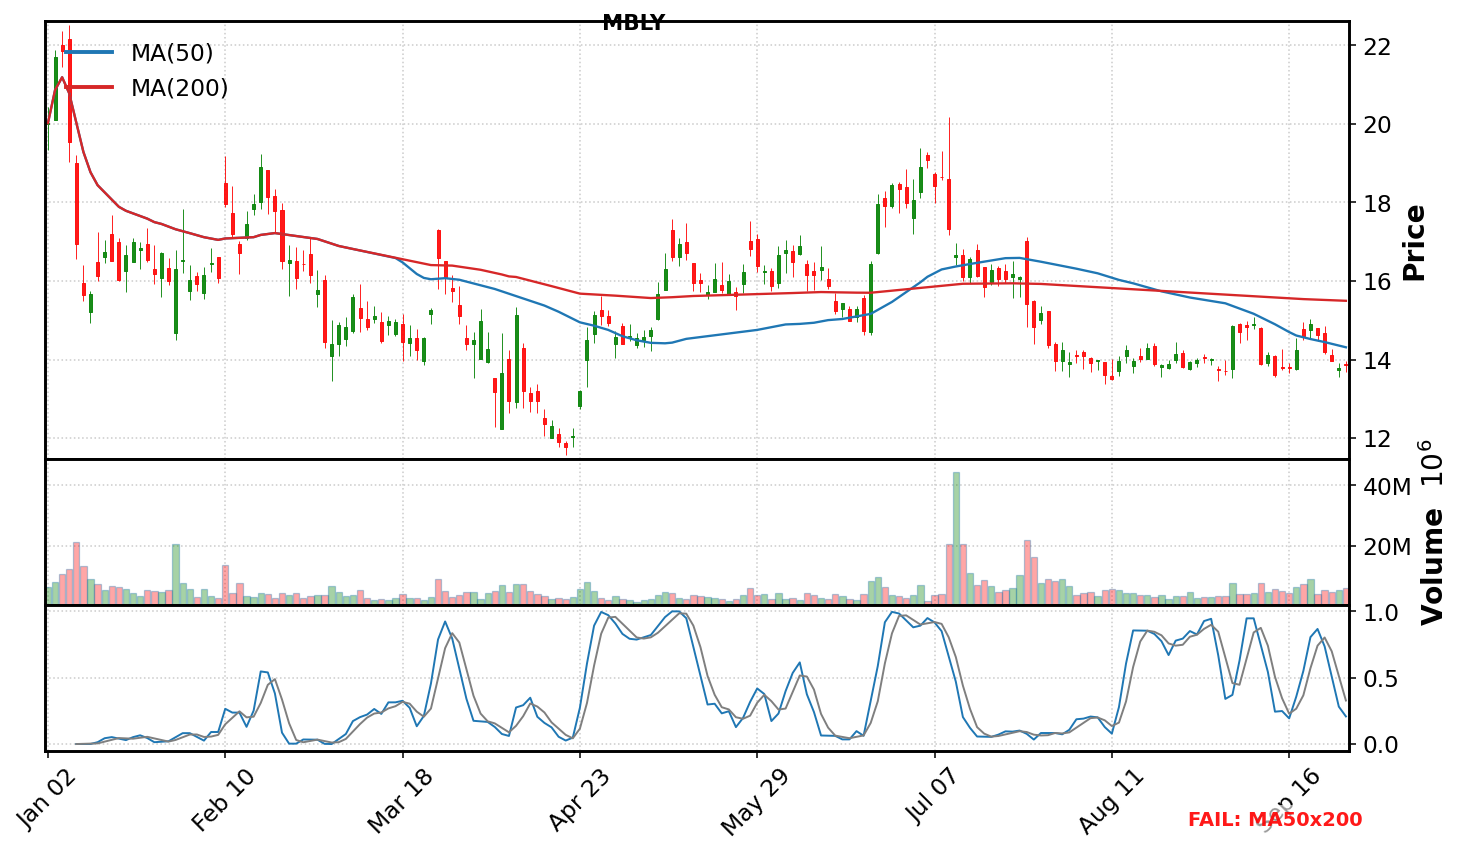 MBLY
MA(50)
MA(200)
22
20
18
16
14
12
Price
40M
20M
Volume 10^6
1.0
0.5
0.0
Jan 02
Feb 10
Mar 18
Apr 23
May 29
Jul 07
Aug 11
Sep 16
FAIL: MA50x200